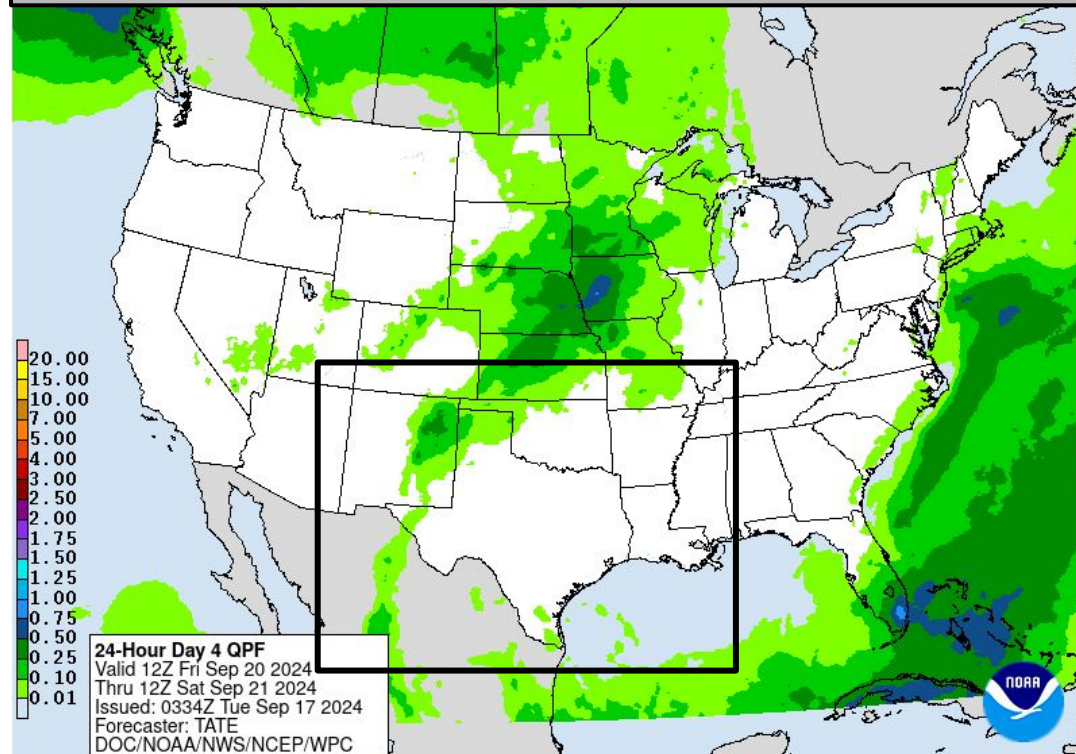 20.00
15.00
10.00
7.00
5.00
4.00
3.00
2.50
2.00
1.75
1.50
1.25
1.00
0.75
0.50
0.25
0.10
0.01
24-Hour Day 4 QPF
Valid 12Z Fri Sep 20 2024
Thru 12Z Sat Sep 21 2024
Issued: 0334Z Tue Sep 17 2024
Forecaster: TATE
DOC/NOAA/NWS/NCEP/WPC
NOAA